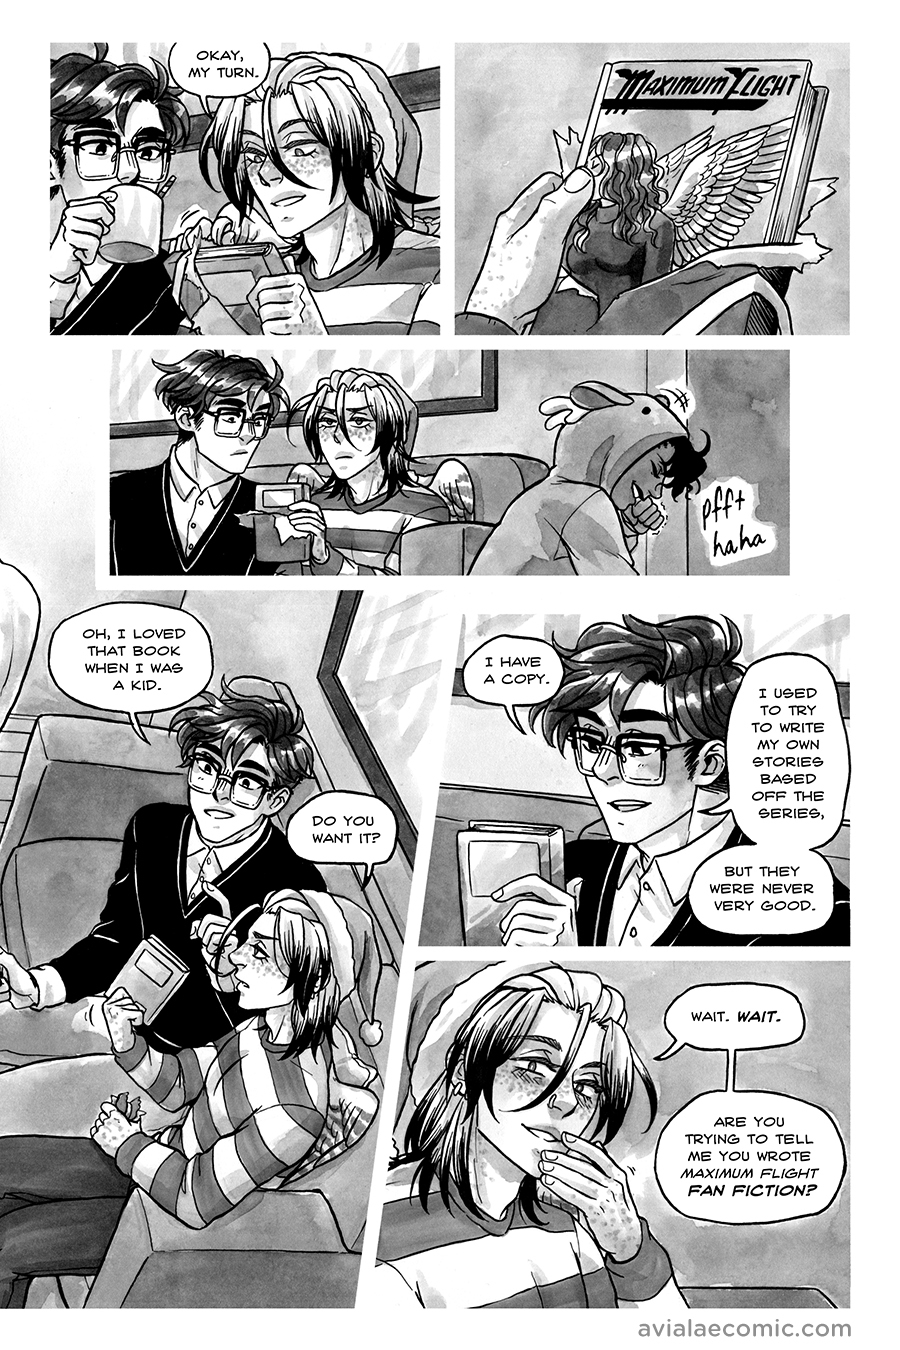 OKAY,
MY TURN.
MAXIMUM FLIGHT
pfft
haha
OH, I LOVED
THAT BOOK
WHEN I WAS
A KID.
DO YOU
WANT IT?
I HAVE
A COPY.
I USED
TO TRY
TO WRITE
MY OWN
STORIES
BASED
OFF THE
SERIES,
BUT THEY
WERE NEVER
VERY GOOD.
WAIT. WAIT.
ARE YOU
TRYING TO TELL
ME YOU WROTE
MAXIMUM FLIGHT
FAN FICTION?
avialaecomic.com